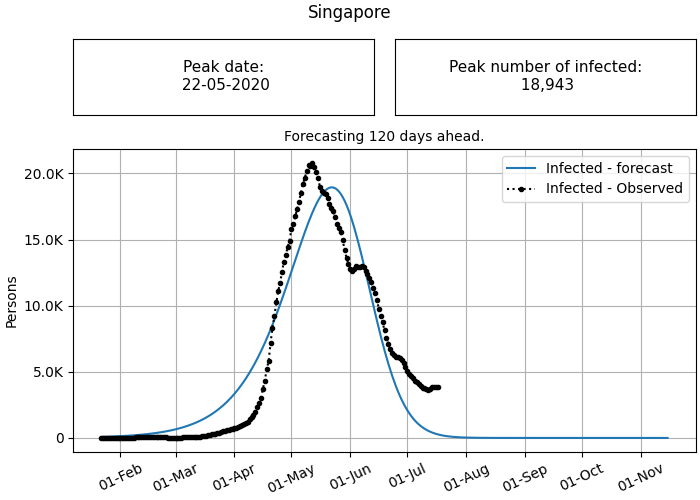 Singapore
Peak date:
22-05-2020
Peak number of infected:
18,943
Forecasting 120 days ahead.
Infected - forecast
Infected - Observed
Persons
20.0K
15.0K
10.0K
5.0K
0
01-Feb
01-Mar
01-Apr
01-May
01-Jun
01-Jul
01-Aug
01-Sep
01-Oct
01-Nov